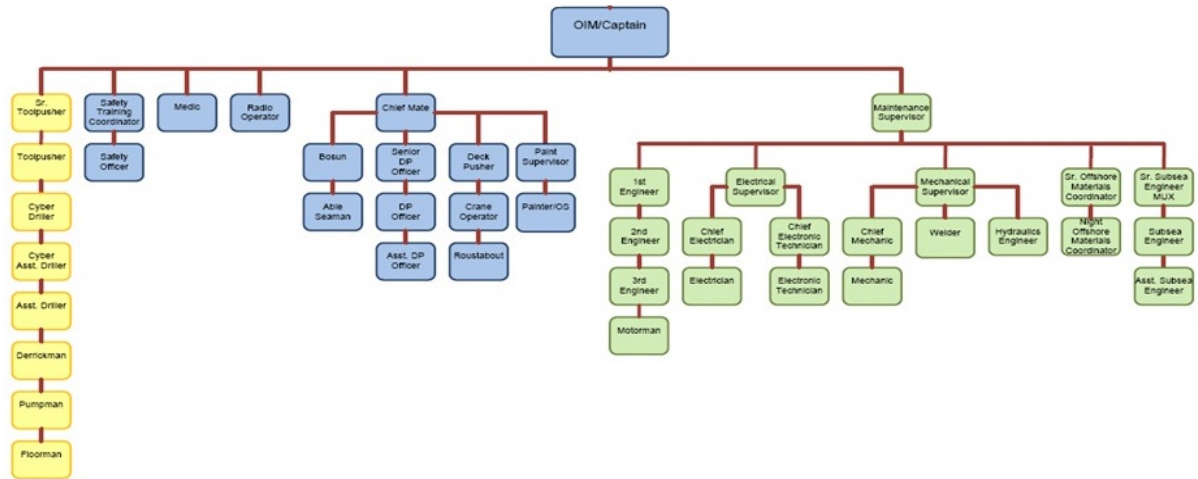 OIM/Captain
Sr.
Toolpusher
Safety
Training
Coordinator
Medic
Radio
Operator
Chief Mate
Maintenance
Supervisor
Toolpusher
Safety
Officer
Bosun
Senior
DP
Officer
Deck
Pusher
Paint
Supervisor
1st
Engineer
Electrical
Supervisor
Mechanical
Supervisor
Sr. Offshore
Materials
Coordinator
Sr. Subsea
Engineer
MUX
Cyber
Driller
Able
Seaman
DP
Officer
Crane
Operator
Painter/OS
2nd
Engineer
Chief
Electrician
Chief
Electronic
Technician
Chief
Mechanic
Welder
Hydraulics
Engineer
Night
Offshore
Materials
Coordinator
Subsea
Engineer
Cyber
Asst. Driller
Asst. DP
Officer
Roustabout
3rd
Engineer
Electrician
Electronic
Technician
Mechanic
Asst. Subsea
Engineer
Asst. Driller
Motorman
Derrickman
Pumpman
Floorman